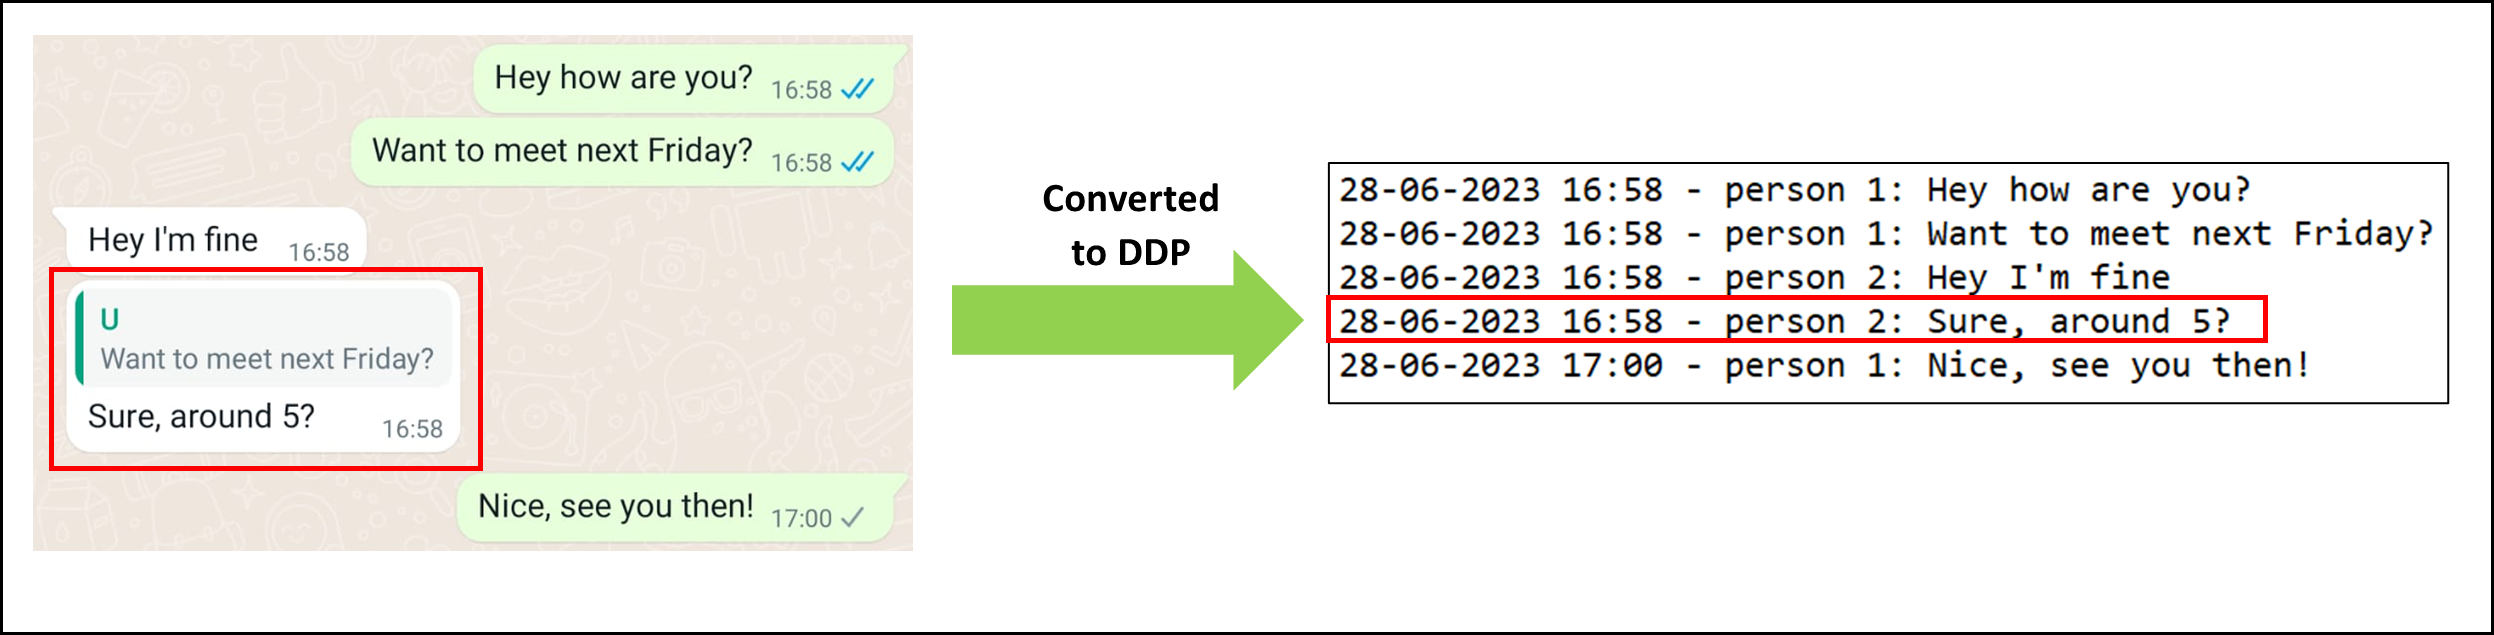 Hey how are you? 16:58
Want to meet next Friday? 16:58
Hey I'm fine 16:58
U
Want to meet next Friday?
Sure, around 5? 16:58
Nice, see you then! 17:00
Converted
to DDP
28-06-2023 16:58 - person 1: Hey how are you?
28-06-2023 16:58 - person 1: Want to meet next Friday?
28-06-2023 16:58 - person 2: Hey I'm fine
28-06-2023 16:58 - person 2: Sure, around 5?
28-06-2023 17:00 - person 1: Nice, see you then!